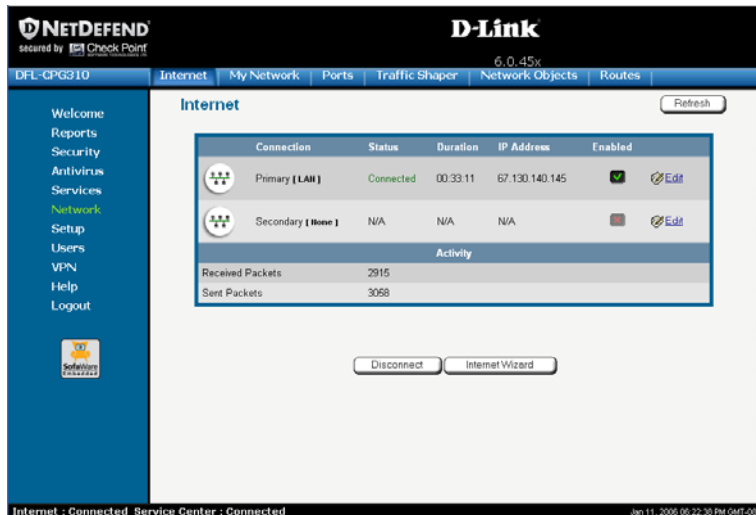 NETDEFEND
secured by Check Point
D-Link
6.0.45x
DFL-CPG310
Internet | My Network | Ports | Traffic Shaper | Network Objects | Routes |
Welcome
Reports
Security
Antivirus
Services
Network
Setup
Users
VPN
Help
Logout
SofaWare
Embedded
Internet
Refresh
Connection Status Duration IP Address Enabled
Primary [ LAN ] Connected 00:33:11 67.130.140.145 Edit
Secondary [ None ] N/A N/A N/A Edit
Activity
Received Packets 2915
Sent Packets 3058
Disconnect Internet Wizard
Internet : Connected Service Center : Connected
Jan 11, 2006 06:22:38 PM